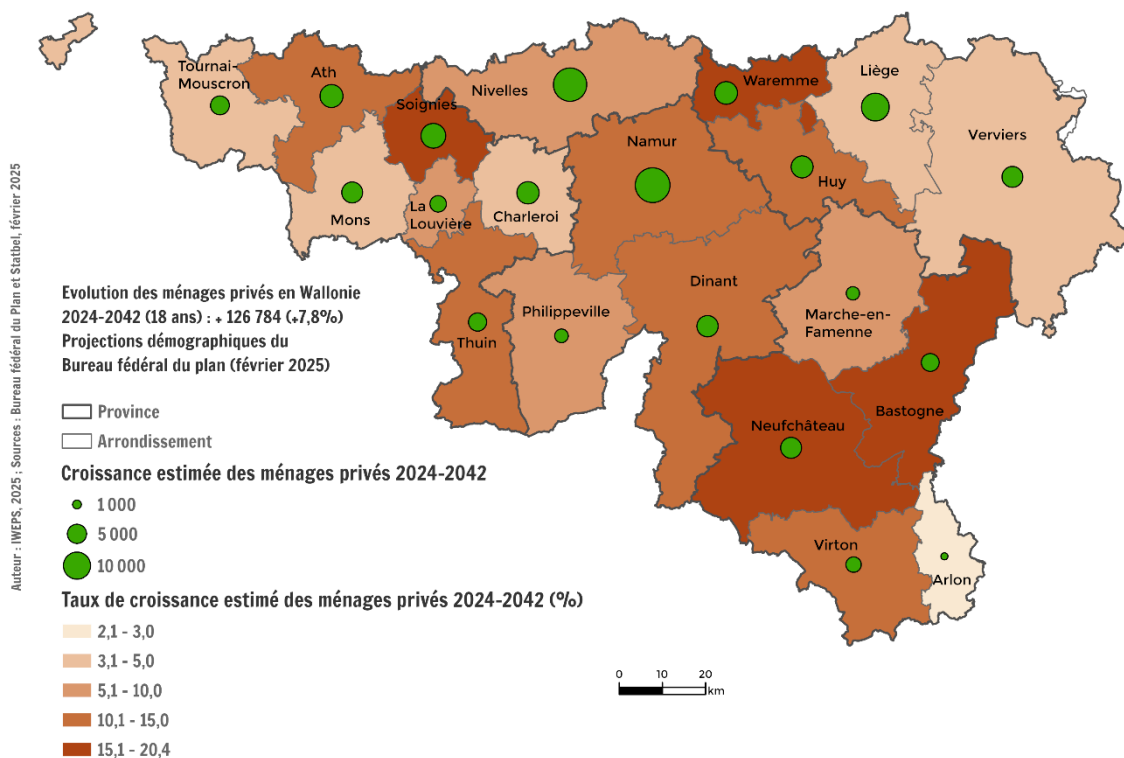 Tournai-
Mouscron
Ath
Soignies
Nivelles
Waremme
Liège
Verviers
Namur
Huy
Mons
La
Louvière
Charleroi
Dinant
Marche-en-
Famenne
Philippeville
Thuin
Bastogne
Neufchâteau
Virton
Arlon
Auteur : IWEPS, 2025 ; Sources : Bureau fédéral du Plan et Statbel, février 2025
Evolution des ménages privés en Wallonie
2024-2042 (18 ans) : + 126 784 (+7,8%)
Projections démographiques du
Bureau fédéral du plan (février 2025)
Province
Arrondissement
Croissance estimée des ménages privés 2024-2042
1 000
5 000
10 000
Taux de croissance estimé des ménages privés 2024-2042 (%)
2,1 - 3,0
3,1 - 5,0
5,1 - 10,0
10,1 - 15,0
15,1 - 20,4
0 10 20
km